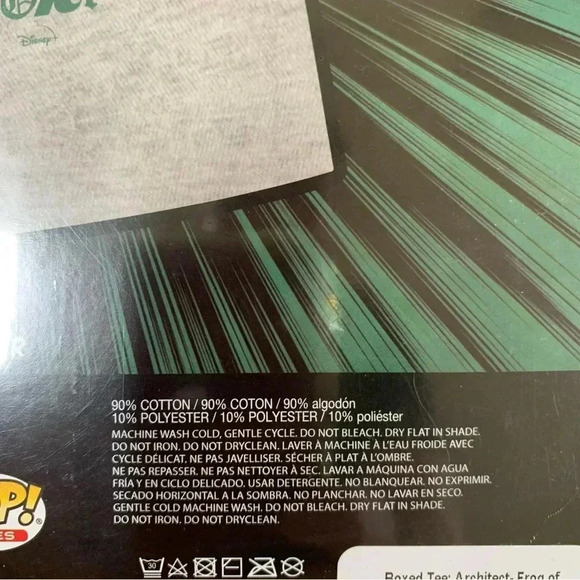 Disney+
R
90% COTTON / 90% COTON / 90% algodón
10% POLYESTER / 10% POLYESTER / 10% poliéster
MACHINE WASH COLD, GENTLE CYCLE. DO NOT BLEACH. DRY FLAT IN SHADE.
DO NOT IRON. DO NOT DRYCLEAN. LAVER À MACHINE À L'EAU FROIDE AVEC
CYCLE DÉLICAT. NE PAS JAVELLISER. SÉCHER À PLAT À L'OMBRE.
NE PAS REPASSER. NE PAS NETTOYER À SEC. LAVAR A MÁQUINA CON AGUA
FRÍA Y EN CICLO DELICADO. USAR DETERGENTE. NO BLANQUEAR. NO EXPRIMIR.
SECADO HORIZONTAL A LA SOMBRA. NO PLANCHAR. NO LAVAR EN SECO.
GENTLE COLD MACHINE WASH. DO NOT BLEACH. DRY FLAT IN SHADE.
DO NOT IRON. DO NOT DRYCLEAN.
P!
®
ES
30
Boxed Tee: Architect- Frog of